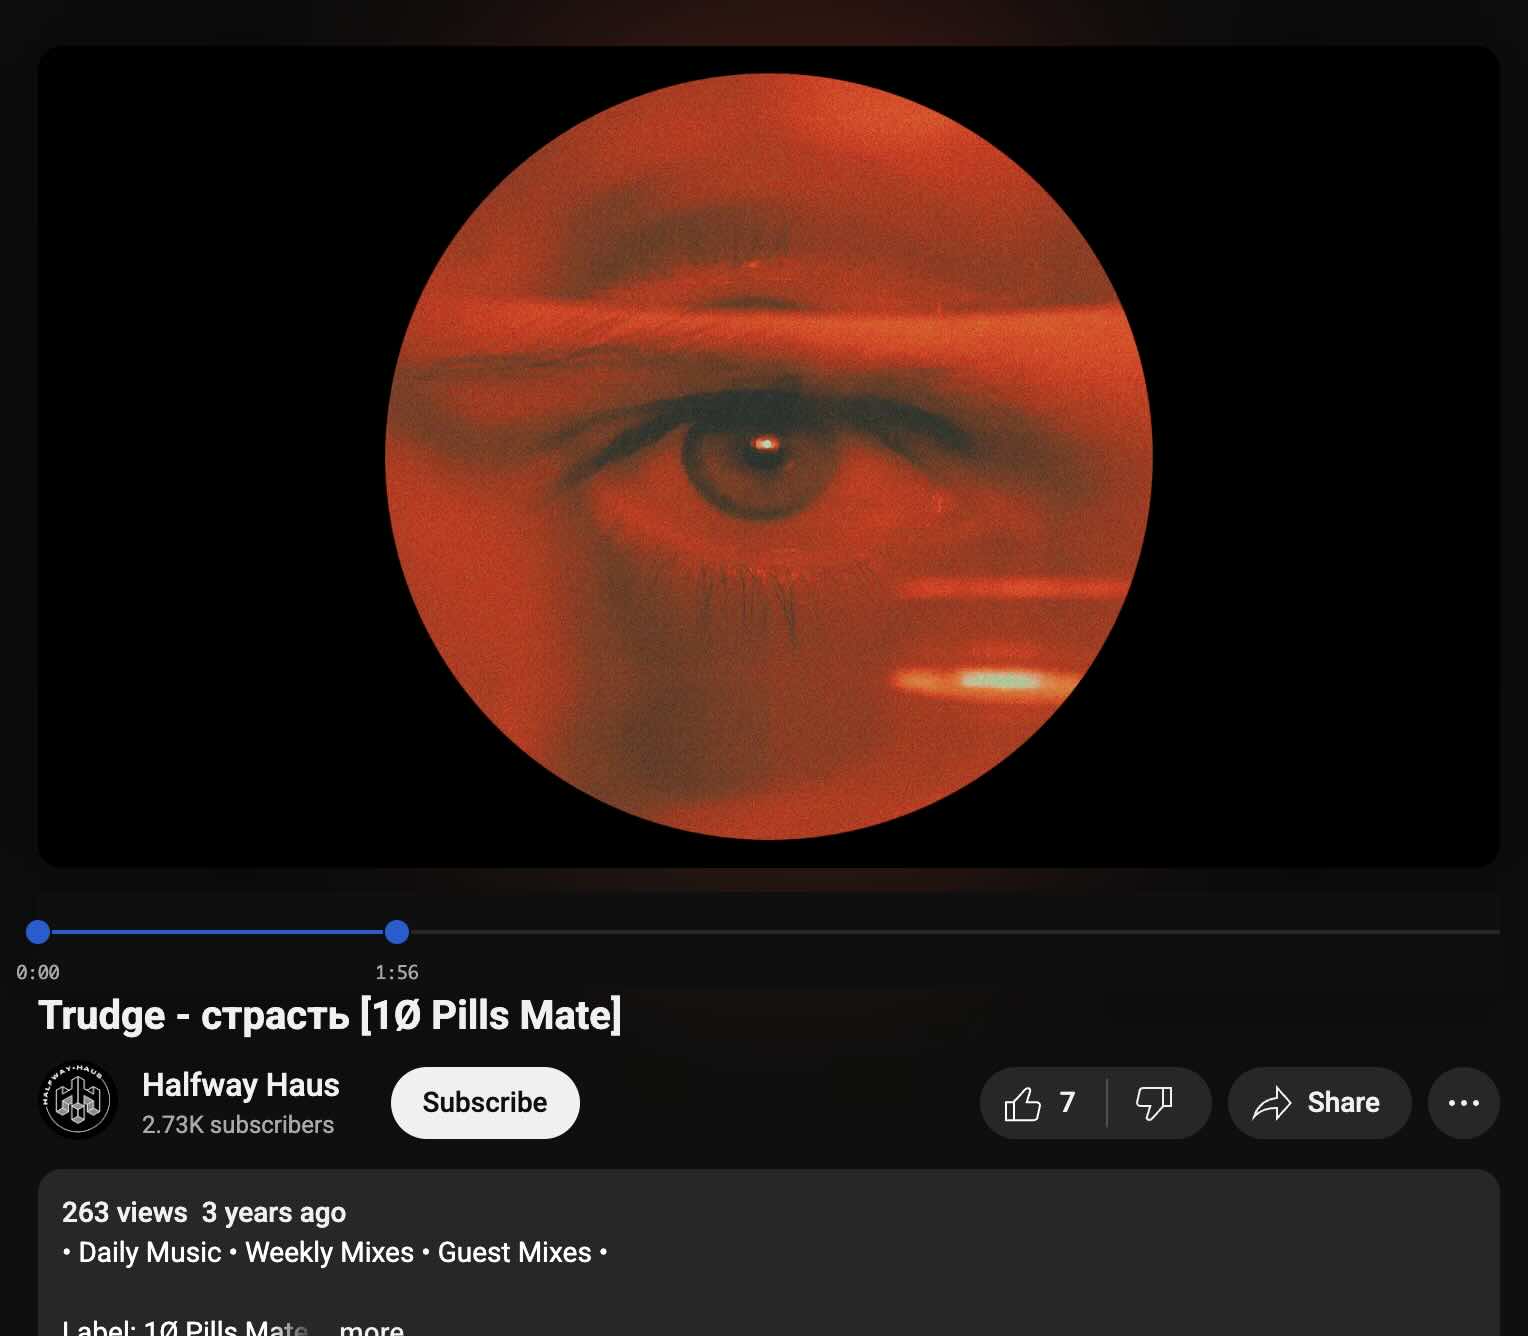 0:00 1:56
Trudge - страсть [1Ø Pills Mate]
HALFWAY•HAUS
Halfway Haus
2.73K subscribers
Subscribe
7
Share
263 views 3 years ago
• Daily Music • Weekly Mixes • Guest Mixes •
Label: 1Ø Pills Mate more